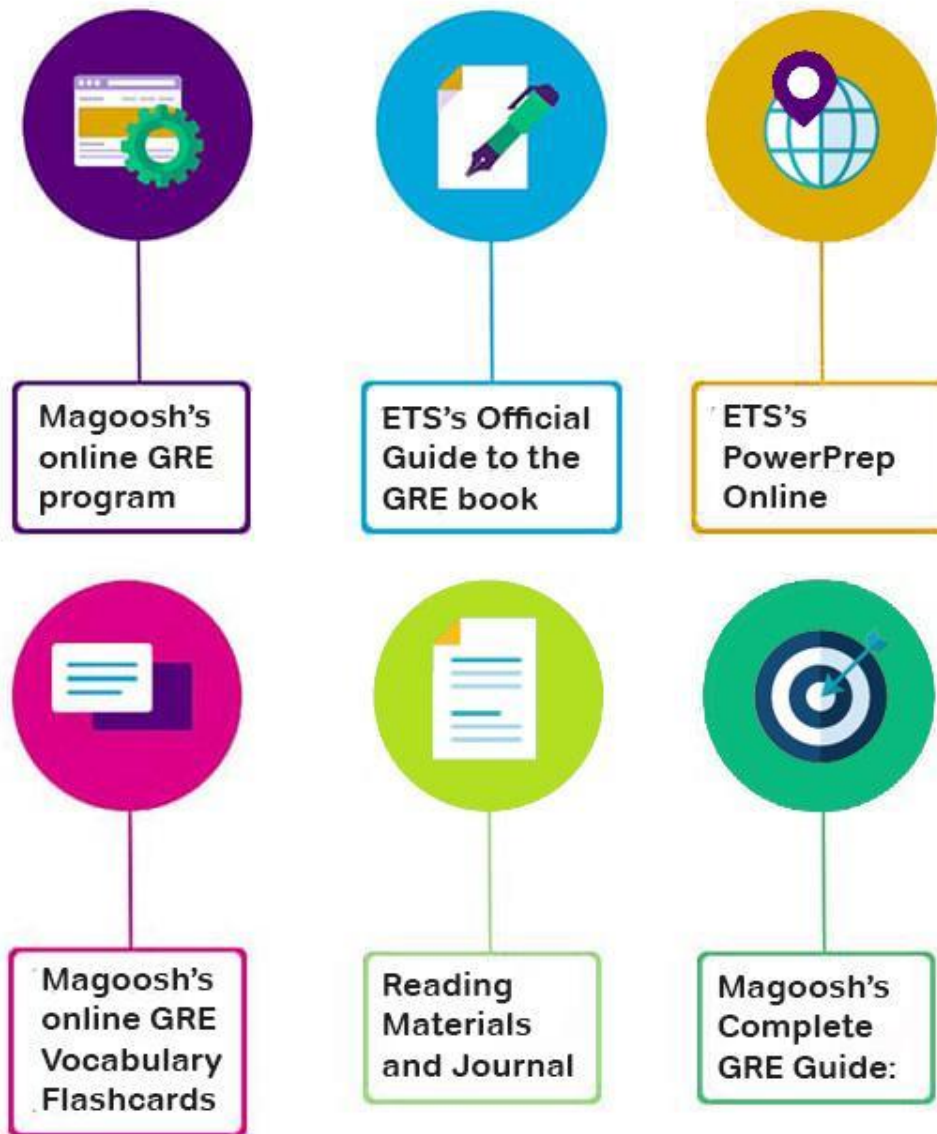 Magoosh's
online GRE
program
ETS's Official
Guide to the
GRE book
ETS's
PowerPrep
Online
Magoosh's
online GRE
Vocabulary
Flashcards
Reading
Materials
and Journal
Magoosh's
Complete
GRE Guide: